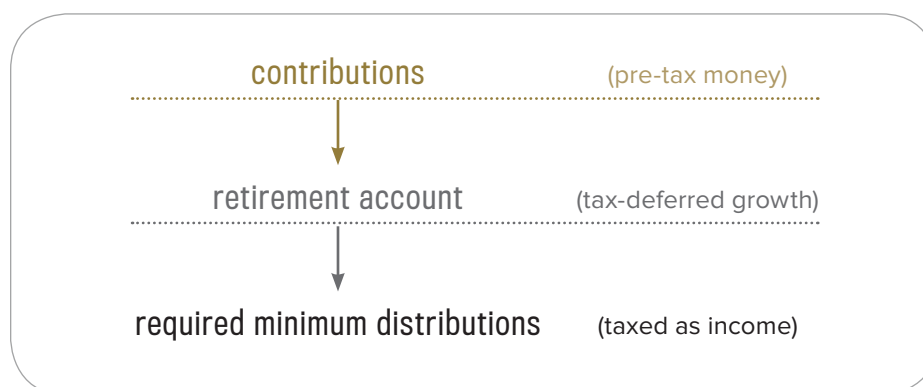 contributions (pre-tax money)
retirement account (tax-deferred growth)
required minimum distributions (taxed as income)